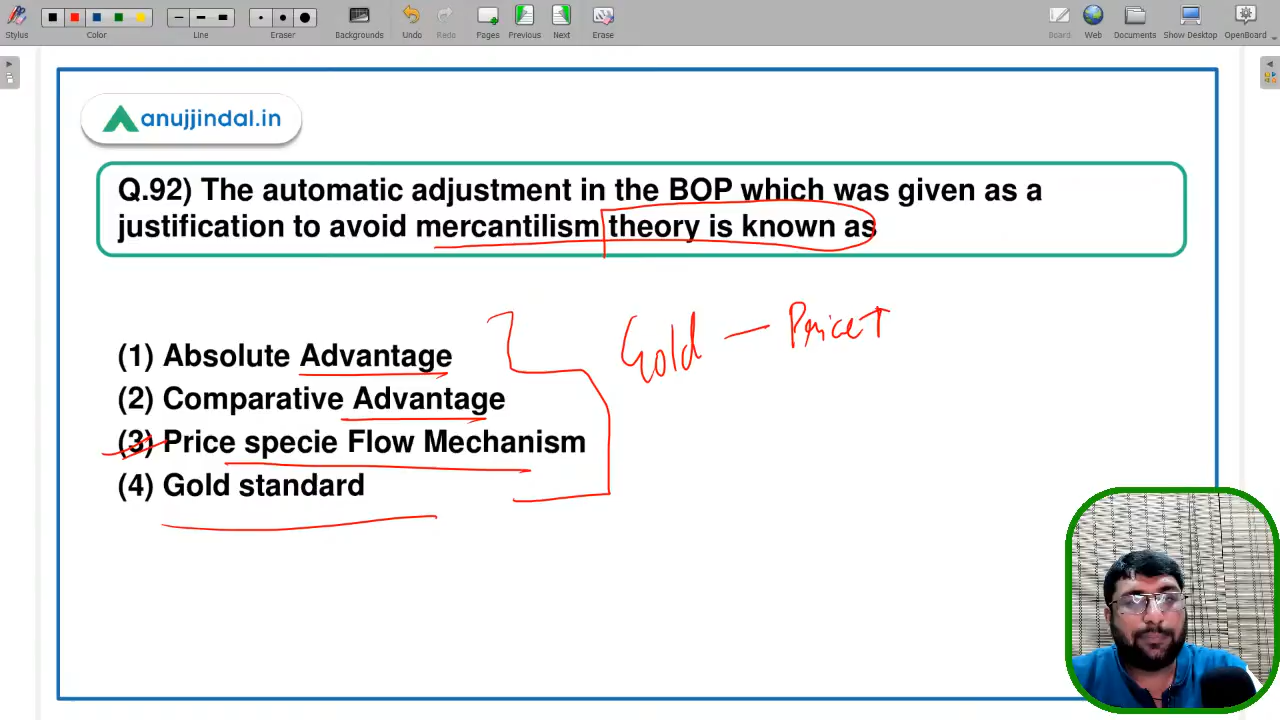 Stylus
Color
Line
Eraser
Backgrounds
Undo
Redo
Pages
Previous
Next
Erase
Board
Web
Documents
Show Desktop
OpenBoard
anujjindal.in
Q.92) The automatic adjustment in the BOP which was given as a
justification to avoid mercantilism theory is known as
Gold — Price↑
(1) Absolute Advantage
(2) Comparative Advantage
(3) Price specie Flow Mechanism
(4) Gold standard